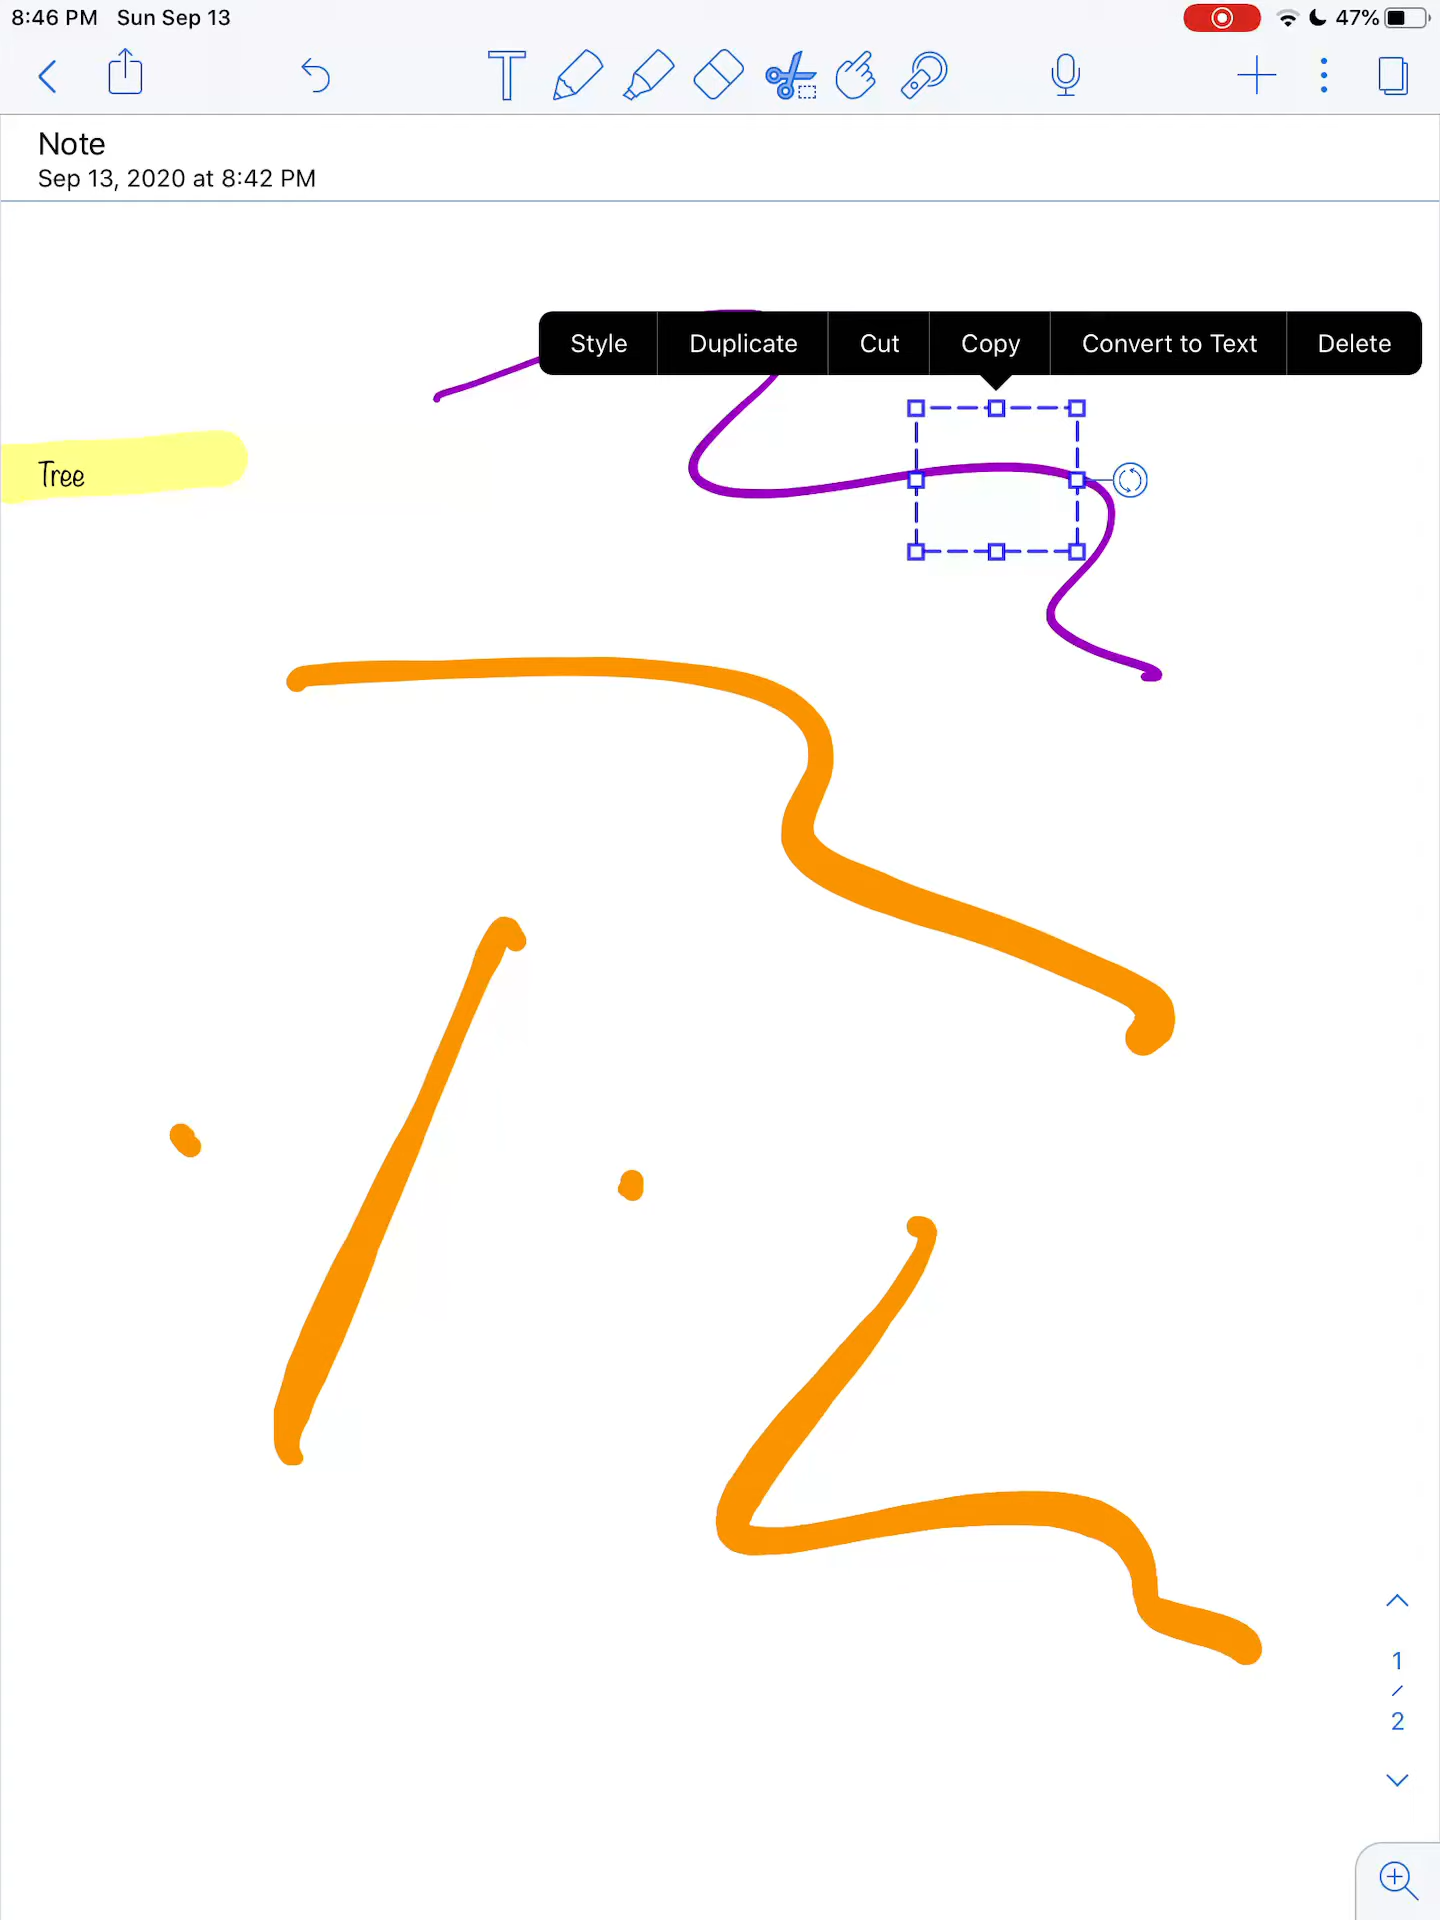 8:46 PM Sun Sep 13
47%
T
Note
Sep 13, 2020 at 8:42 PM
Style Duplicate Cut Copy Convert to Text Delete
Tree
1
/
2